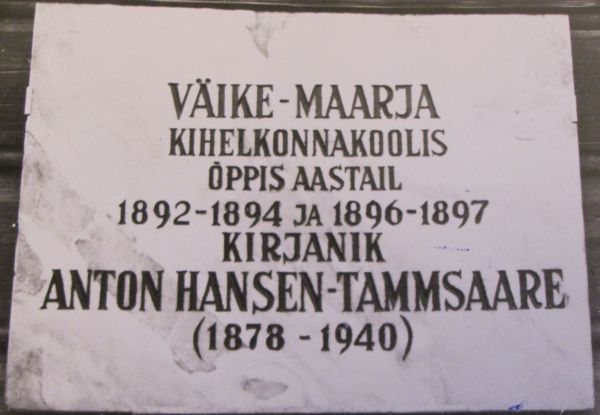 VÄIKE-MAARJA
KIHELKONNAKOOLIS
ÕPPIS AASTAIL
1892-1894 JA 1896-1897
KIRJANIK
ANTON HANSEN-TAMMSAARE
(1878 - 1940)